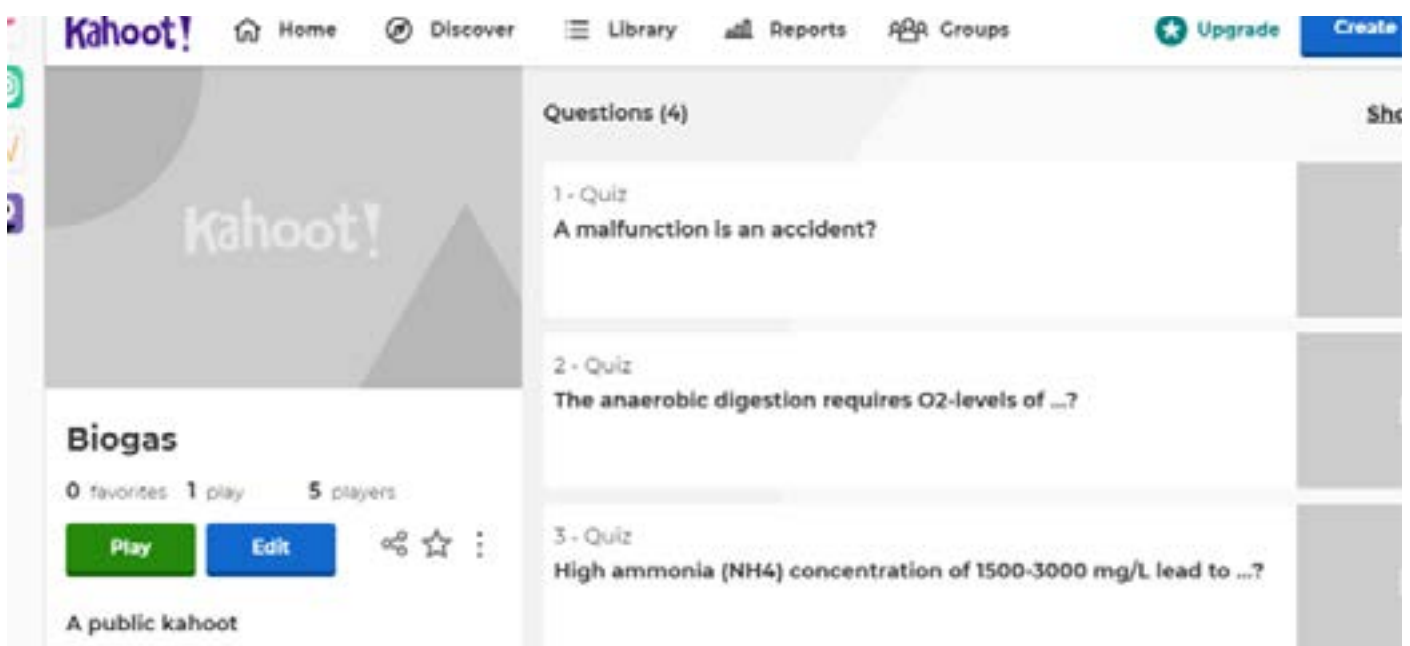 Kahoot! Home Discover Library Reports Groups Upgrade Create
Kahoot!
Biogas
0 favorites 1 play 5 players
Play Edit
A public kahoot
Questions (4)
1 - Quiz
A malfunction is an accident?
2 - Quiz
The anaerobic digestion requires O2-levels of ...?
3 - Quiz
High ammonia (NH4) concentration of 1500-3000 mg/L lead to ...?